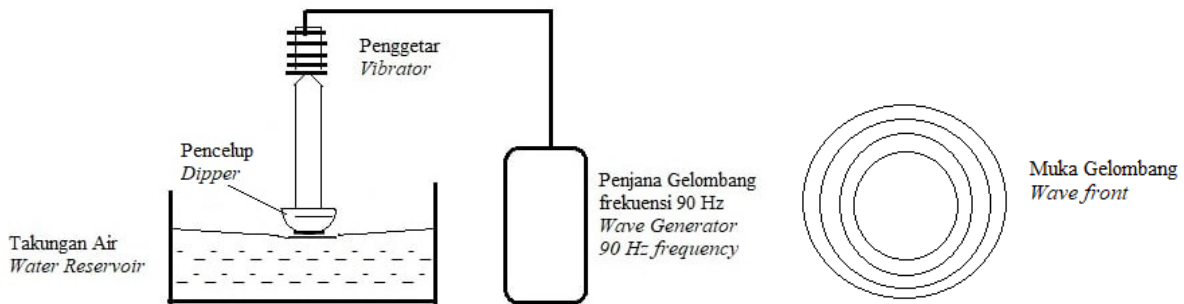 Penggetar
Vibrator
Pencelup
Dipper
Takungan Air
Water Reservoir
Penjana Gelombang
frekuensi 90 Hz
Wave Generator
90 Hz frequency
Muka Gelombang
Wave front